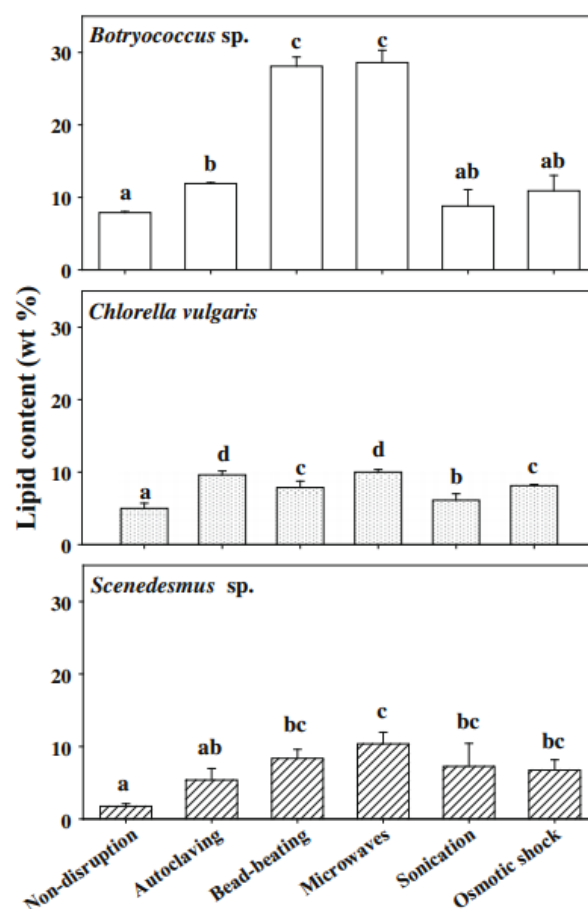 Botryococcus sp.
30
20
10
0
a
b
c
c
ab
ab
Lipid content (wt %)
Chlorella vulgaris
30
20
10
0
a
d
c
d
b
c
Scenedesmus sp.
30
20
10
0
a
ab
bc
c
bc
bc
Non-disruption
Autoclaving
Bead-beating
Microwaves
Sonication
Osmotic shock